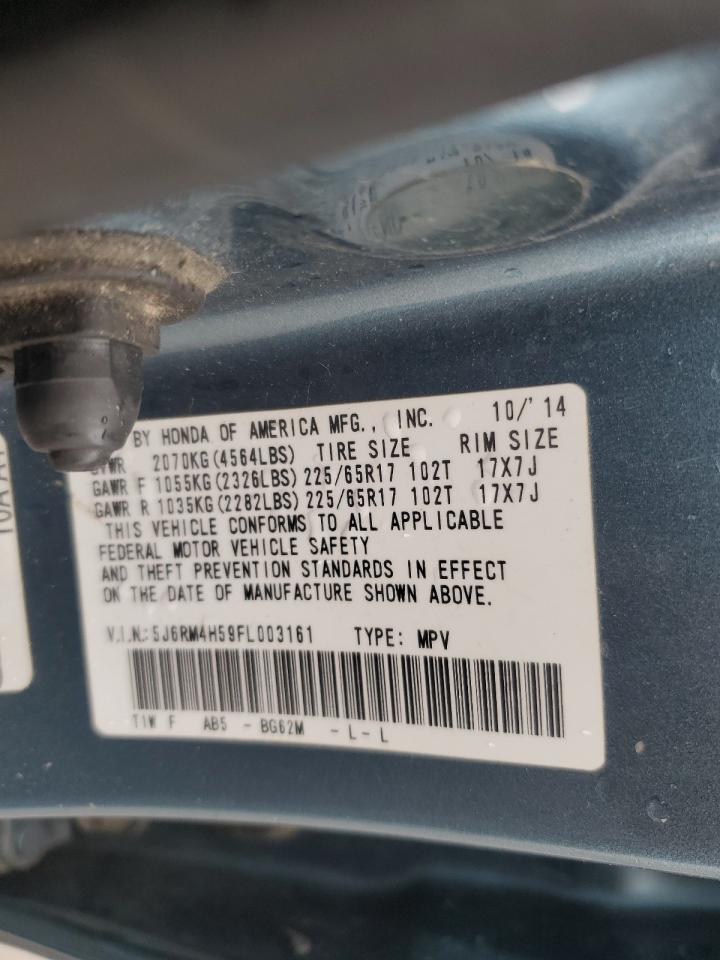 BY HONDA OF AMERICA MFG., INC. 10/'14
GVWR 2070KG(4564LBS) TIRE SIZE RIM SIZE
GAWR F 1055KG(2326LBS) 225/65R17 102T 17X7J
GAWR R 1035KG(2282LBS) 225/65R17 102T 17X7J
THIS VEHICLE CONFORMS TO ALL APPLICABLE
FEDERAL MOTOR VEHICLE SAFETY
AND THEFT PREVENTION STANDARDS IN EFFECT
ON THE DATE OF MANUFACTURE SHOWN ABOVE.
V.I.N.: 5J6RM4H59FL003161 TYPE: MPV
TIW F AB5 - BG62M - L - L